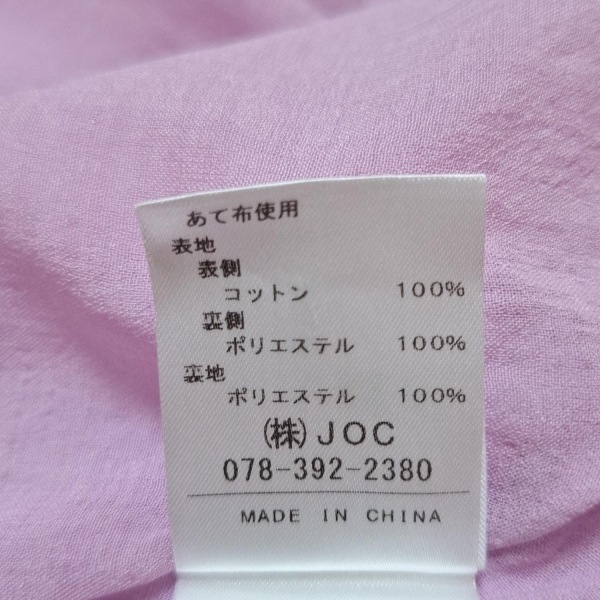 あて布使用
表地
表側
コットン 100%
裏側
ポリエステル 100%
裏地
ポリエステル 100%
(株)JOC
078-392-2380
MADE IN CHINA